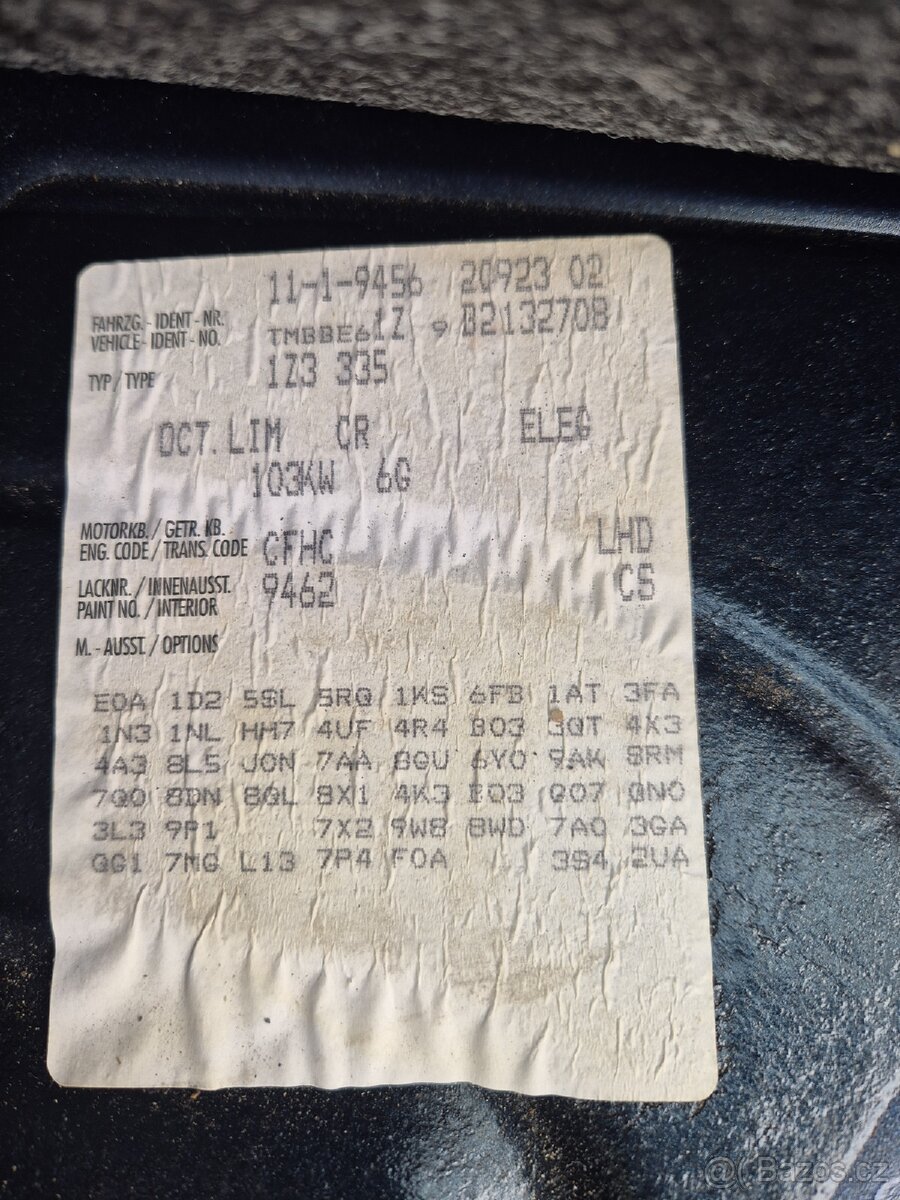 11-1-9456 20923 02
FAHRZG. - IDENT - NR.
VEHICLE - IDENT - NO. TMBBE61Z 9 B2132708
TYP / TYPE 1Z3 335
OCT. LIM CR ELEG
103KW 6G
MOTORKB. / GETR. KB.
ENG. CODE / TRANS. CODE CFHC LHD
LACKNR. / INNENAUSST.
PAINT NO. / INTERIOR 9462 CS
M. - AUSST. / OPTIONS
E0A 1D2 5SL 5RQ 1KS 6FB 1AT 3FA
1N3 1NL HM7 4UF 4R4 B03 3QT 4X3
4A3 8L5 J0N 7AA 8GU 6Y0 9AK 8RM
7Q0 8DN 8GL 8X1 4K3 E03 Q07 QN0
3L3 9P1 7X2 9W8 8WD 7A0 3GA
QG1 7MG L13 7P4 F0A 3S4 2UA
@ Bazos.cz